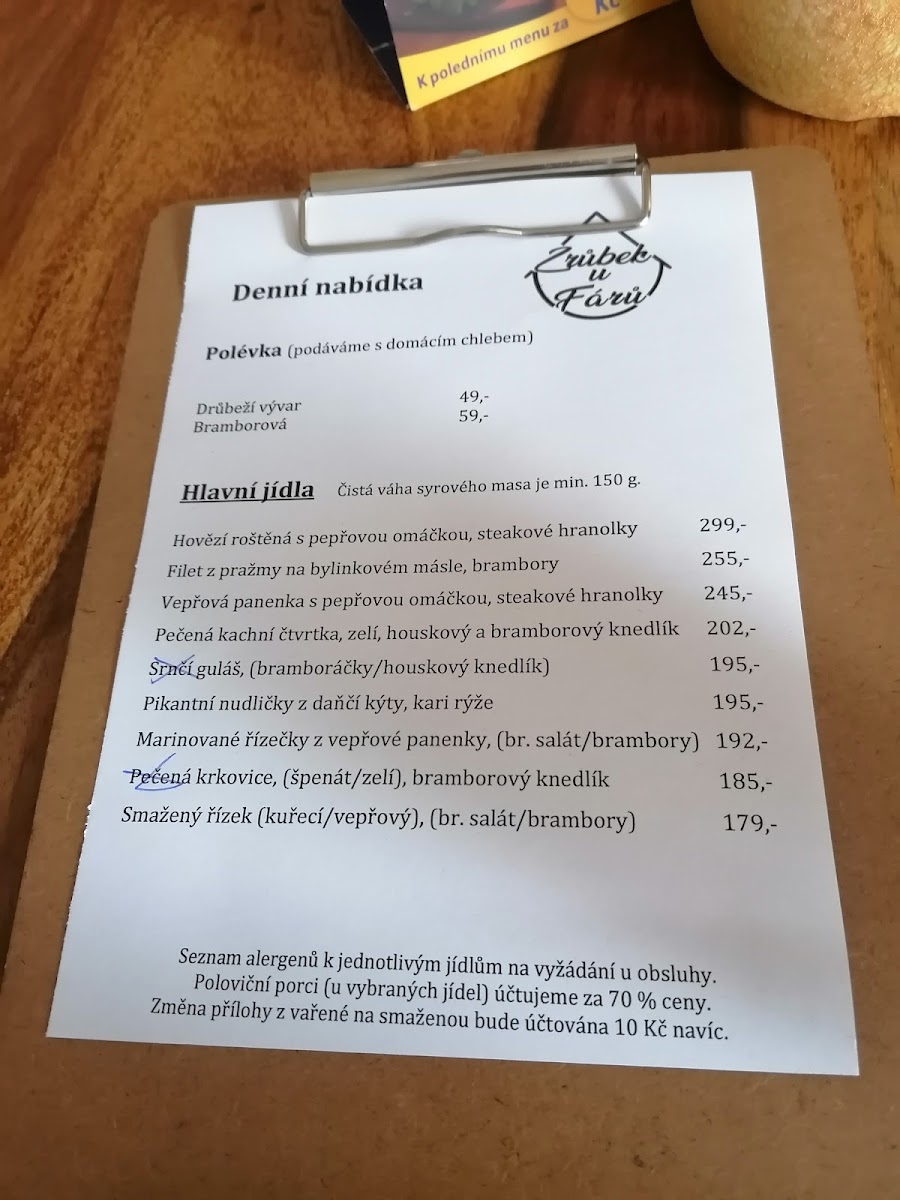 K polednímu menu za
Kč
Zrůbek
u
Fárů
Denní nabídka
Polévka (podáváme s domácím chlebem)
Drůbeží vývar 49,-
Bramborová 59,-
Hlavní jídla Čistá váha syrového masa je min. 150 g.
Hovězí roštěná s pepřovou omáčkou, steakové hranolky 299,-
Filet z pražmy na bylinkovém másle, brambory 255,-
Vepřová panenka s pepřovou omáčkou, steakové hranolky 245,-
Pečená kachní čtvrtka, zelí, houskový a bramborový knedlík 202,-
Srnčí guláš, (bramboráčky/houskový knedlík) 195,-
Pikantní nudličky z daňčí kýty, kari rýže 195,-
Marinované řízečky z vepřové panenky, (br. salát/brambory) 192,-
Pečená krkovice, (špenát/zelí), bramborový knedlík 185,-
Smažený řízek (kuřecí/vepřový), (br. salát/brambory) 179,-
Seznam alergenů k jednotlivým jídlům na vyžádání u obsluhy.
Poloviční porci (u vybraných jídel) účtujeme za 70 % ceny.
Změna přílohy z vařené na smaženou bude účtována 10 Kč navíc.